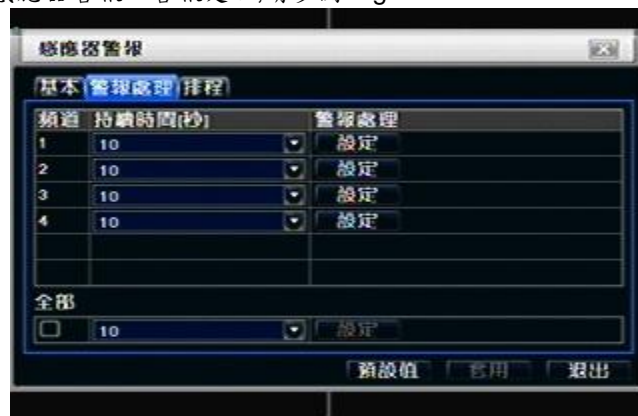 感應器警報
基本 警報處理 排程
頻道 持續時間[秒] 警報處理
1 10 設定
2 10 設定
3 10 設定
4 10 設定
全部
10 設定
預設值 套用 退出